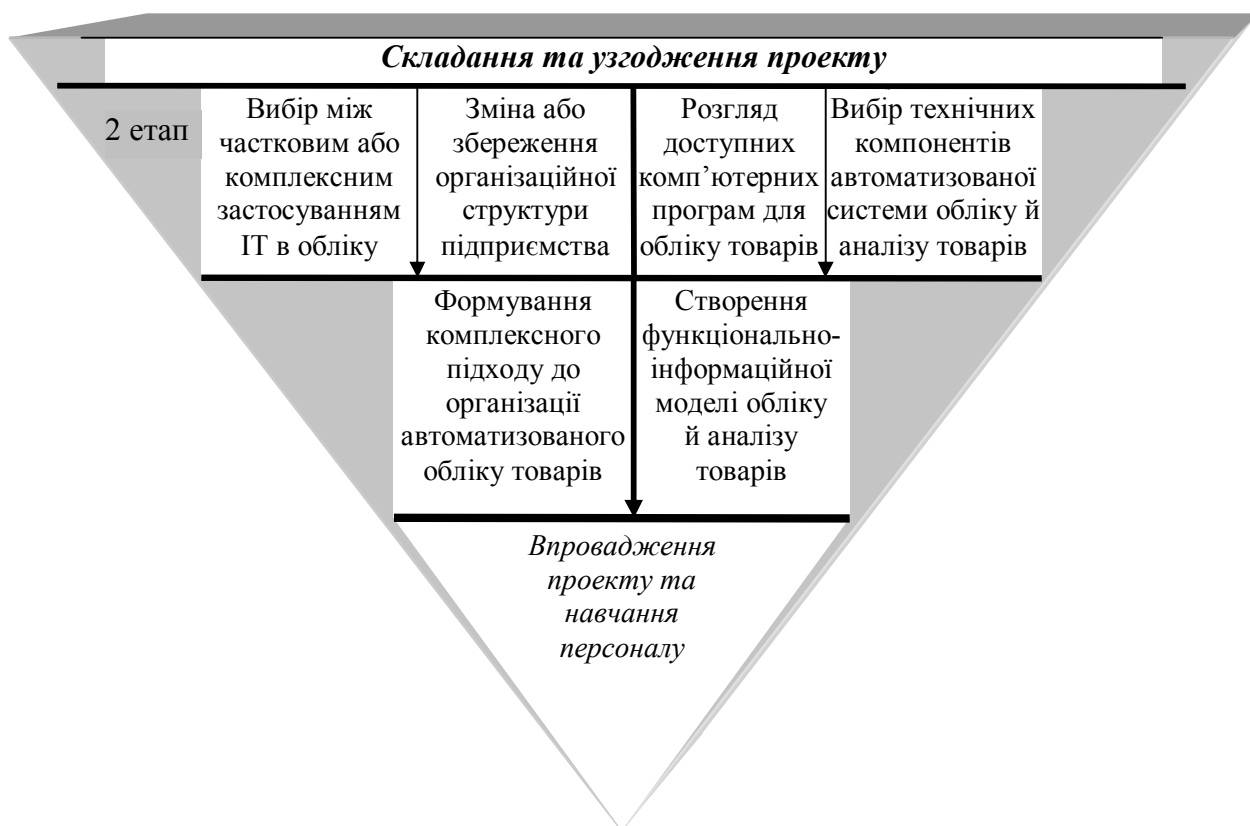 Складання та узгодження проекту
2 етап
Вибір між
частковим або
комплексним
застосуванням
ІТ в обліку
Зміна або
збереження
організаційної
структури
підприємства
Розгляд
доступних
комп’ютерних
програм для
обліку товарів
Вибір технічних
компонентів
автоматизованої
системи обліку й
аналізу товарів
Формування
комплексного
підходу до
організації
автоматизованого
обліку товарів
Створення
функціонально-
інформаційної
моделі обліку
й аналізу
товарів
Впровадження
проекту та
навчання
персоналу